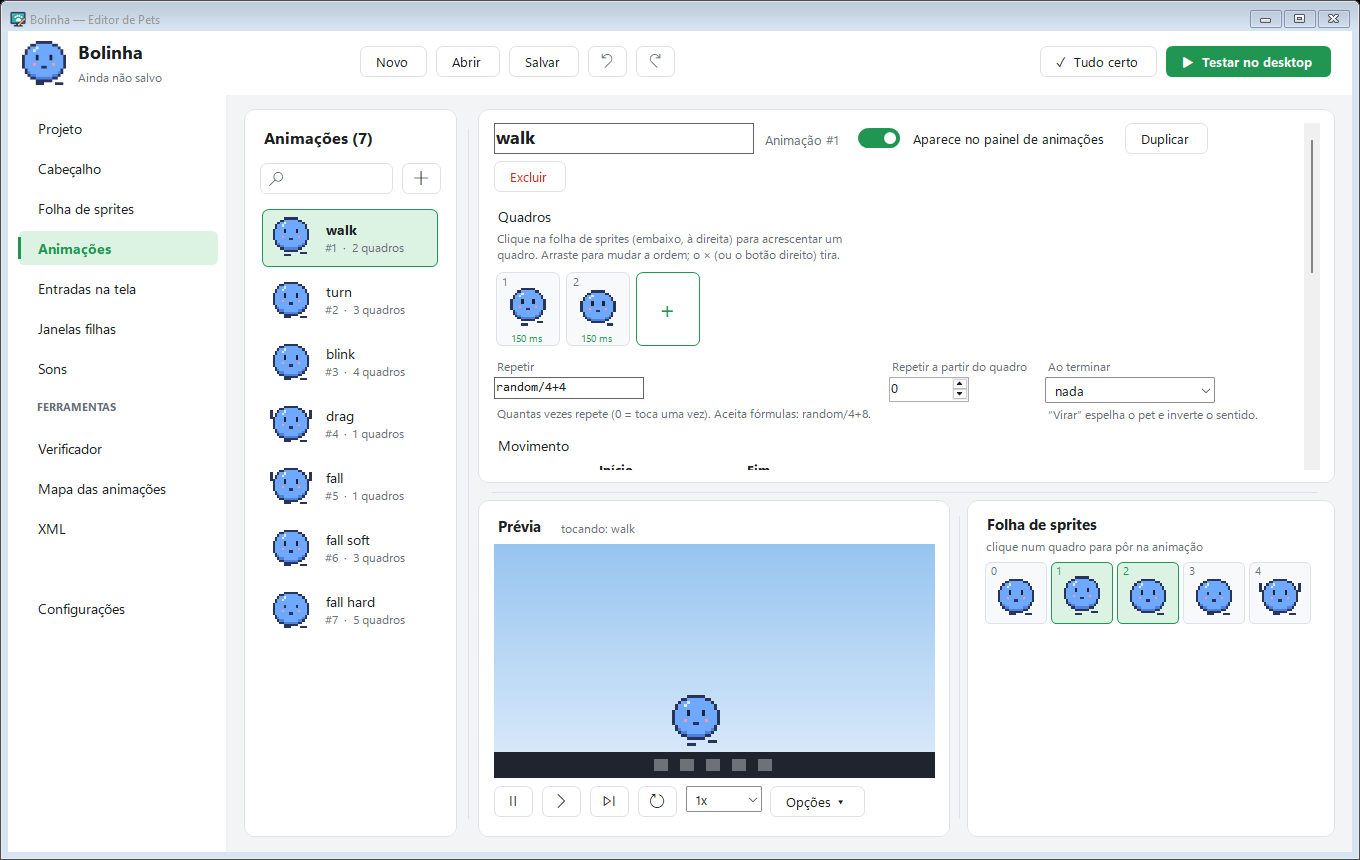 Bolinha — Editor de Pets
Bolinha
Ainda não salvo
Novo
Abrir
Salvar
✓ Tudo certo
▶ Testar no desktop
Projeto
Cabeçalho
Folha de sprites
Animações
Entradas na tela
Janelas filhas
Sons
FERRAMENTAS
Verificador
Mapa das animações
XML
Configurações
Animações (7)
walk
#1 · 2 quadros
turn
#2 · 3 quadros
blink
#3 · 4 quadros
drag
#4 · 1 quadros
fall
#5 · 1 quadros
fall soft
#6 · 3 quadros
fall hard
#7 · 5 quadros
walk
Animação #1
Aparece no painel de animações
Duplicar
Excluir
Quadros
Clique na folha de sprites (embaixo, à direita) para acrescentar um
quadro. Arraste para mudar a ordem; o × (ou o botão direito) tira.
1
150 ms
2
150 ms
+
Repetir
random/4+4
Quantas vezes repete (0 = toca uma vez). Aceita fórmulas: random/4+8.
Repetir a partir do quadro
0
Ao terminar
nada
“Virar” espelha o pet e inverte o sentido.
Movimento
Início
Fim
Prévia
tocando: walk
1x
Opções ▾
Folha de sprites
clique num quadro para pôr na animação
0
1
2
3
4